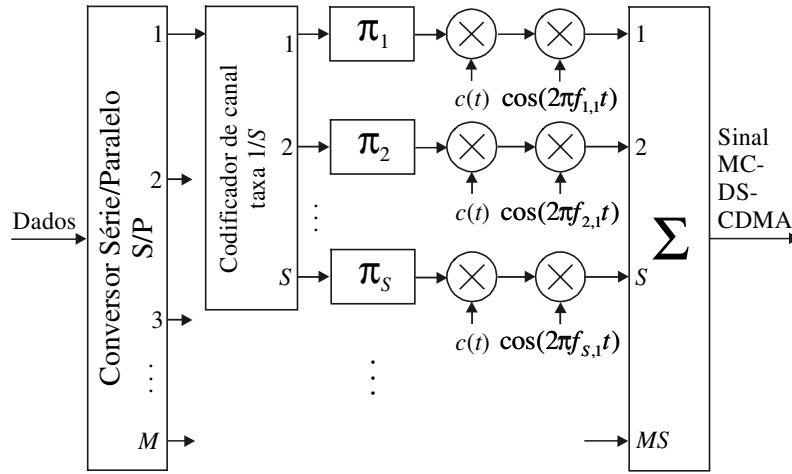 Dados
Conversor Série/Paralelo
S/P
1
2
3
....
M
Codificador de canal
taxa 1/S
1
2
...
S
π1
π2
...
πS
...
c(t)
cos(2πf1,1t)
c(t)
cos(2πf2,1t)
c(t)
cos(2πfS,1t)
1
2
S
MS
Σ
Sinal
MC-
DS-
CDMA